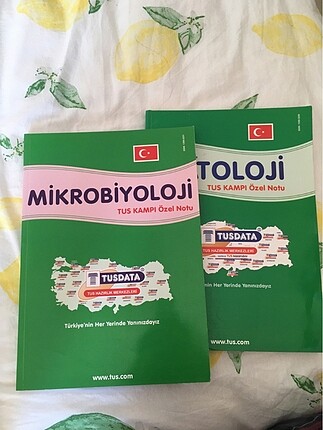 MİKROBİYOLOJİ
TUS KAMPI Özel Notu
TUSDATA
TUS HAZIRLIK MERKEZLERİ
Türkiye'nin Her Yerinde Yanınızdayız
www.tus.com
TOLOJİ
TUS KAMPI Özel Notu
TUSDATA
TUS HAZIRLIK MERKEZLERİ
nin Her Yerinde Yanınızdayız
www.tus.com